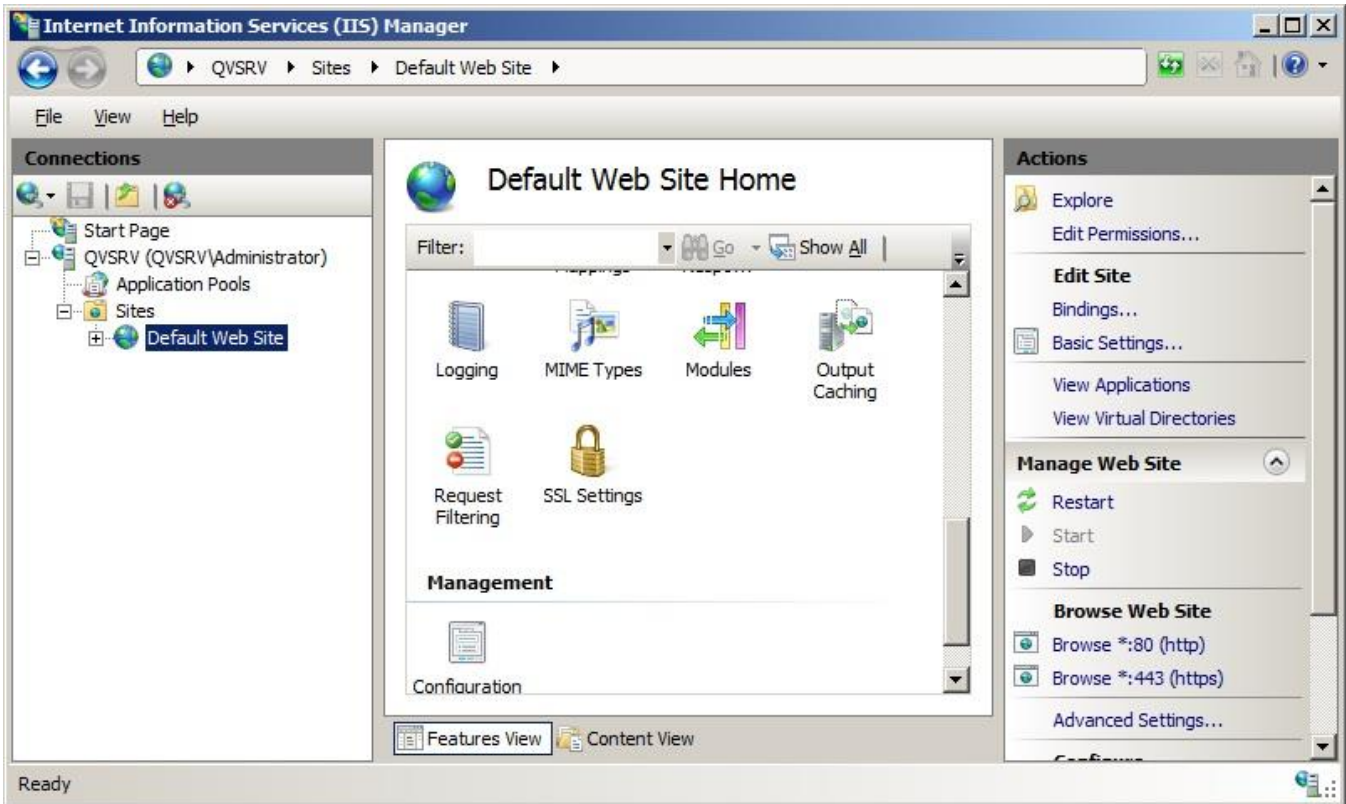 Internet Information Services (IIS) Manager
QVSRV Sites Default Web Site
File View Help
Connections
Start Page
QVSRV (QVSRV\Administrator)
Application Pools
Sites
Default Web Site
Default Web Site Home
Filter: Go Show All
Logging MIME Types Modules Output
Caching
Request SSL Settings
Filtering
Management
Configuration
Features View Content View
Actions
Explore
Edit Permissions...
Edit Site
Bindings...
Basic Settings...
View Applications
View Virtual Directories
Manage Web Site
Restart
Start
Stop
Browse Web Site
Browse *:80 (http)
Browse *:443 (https)
Advanced Settings...
Configure
Ready